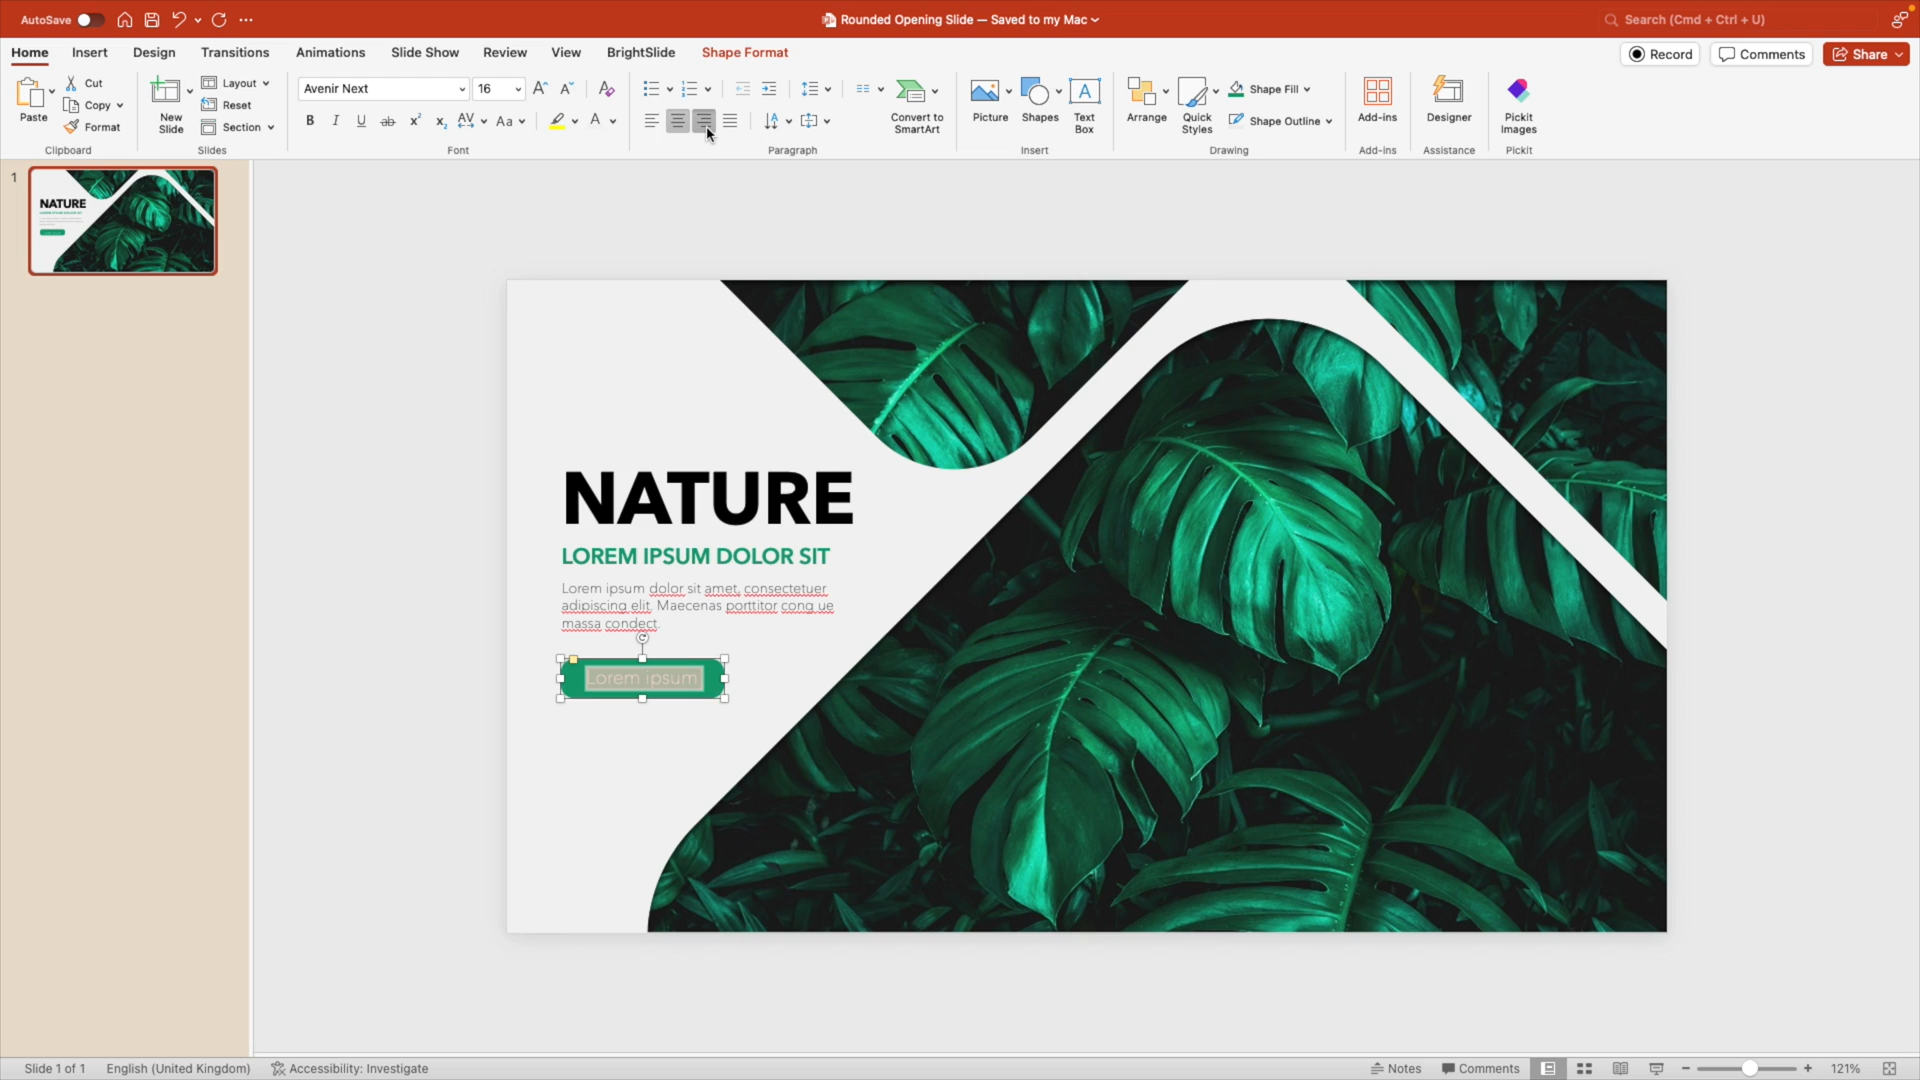 AutoSave
Rounded Opening Slide — Saved to my Mac
Search (Cmd + Ctrl + U)
Home
Insert
Design
Transitions
Animations
Slide Show
Review
View
BrightSlide
Shape Format
Record
Comments
Share
Paste
Cut
Copy
Format
Clipboard
New
Slide
Layout
Reset
Section
Slides
Avenir Next
16
Font
Paragraph
Convert to
SmartArt
Picture
Shapes
Text
Box
Insert
Arrange
Quick
Styles
Shape Fill
Shape Outline
Drawing
Add-ins
Add-ins
Designer
Assistance
Pickit
Images
Pickit
1
NATURE
NATURE
LOREM IPSUM DOLOR SIT
Lorem ipsum dolor sit amet, consectetuer
adipiscing elit. Maecenas porttitor cong ue
massa condect.
Lorem ipsum
Slide 1 of 1
English (United Kingdom)
Accessibility: Investigate
Notes
Comments
121%